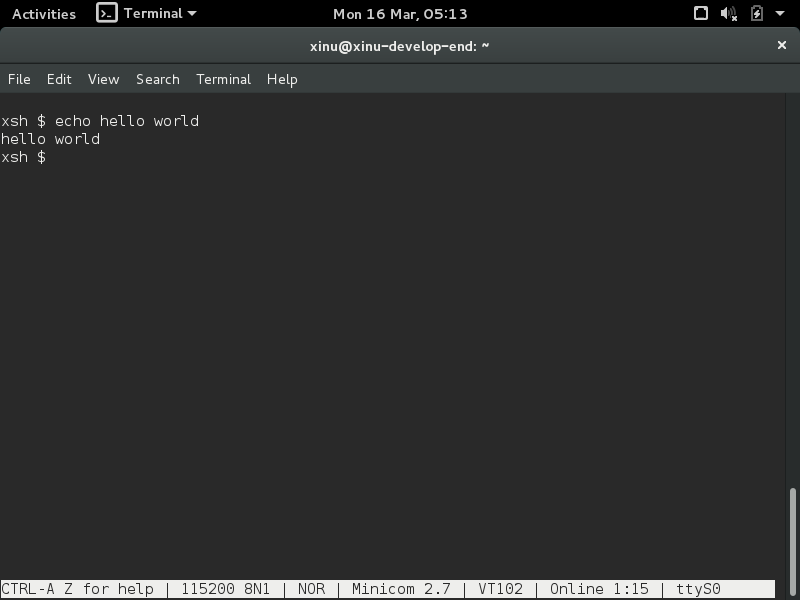 Activities Terminal Mon 16 Mar, 05:13
xinu@xinu-develop-end: ~
File Edit View Search Terminal Help
xsh $ echo hello world
hello world
xsh $
CTRL-A Z for help | 115200 8N1 | NOR | Minicom 2.7 | VT102 | Online 1:15 | ttyS0